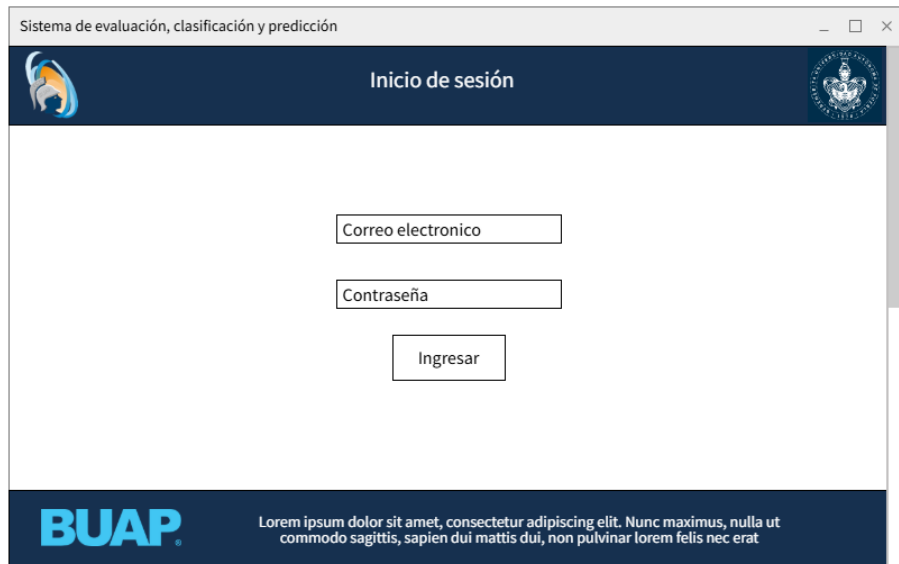 Sistema de evaluación, clasificación y predicción
Inicio de sesión
Correo electronico
Contraseña
Ingresar
BUAP®
Lorem ipsum dolor sit amet, consectetur adipiscing elit. Nunc maximus, nulla ut
commodo sagittis, sapien dui mattis dui, non pulvinar lorem felis nec erat